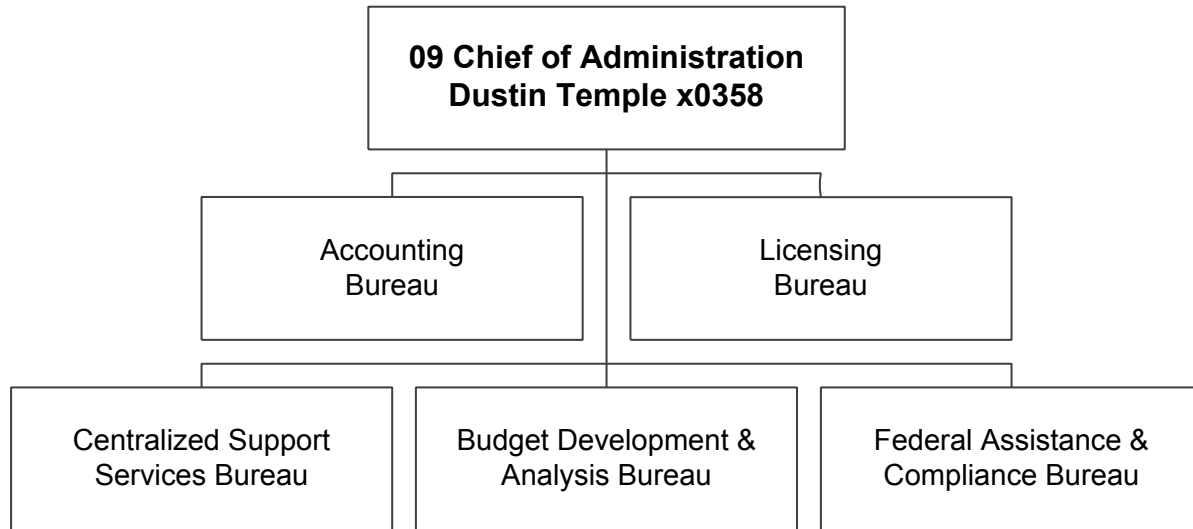 09 Chief of Administration
Dustin Temple x0358
Accounting
Bureau
Licensing
Bureau
Centralized Support
Services Bureau
Budget Development &
Analysis Bureau
Federal Assistance &
Compliance Bureau